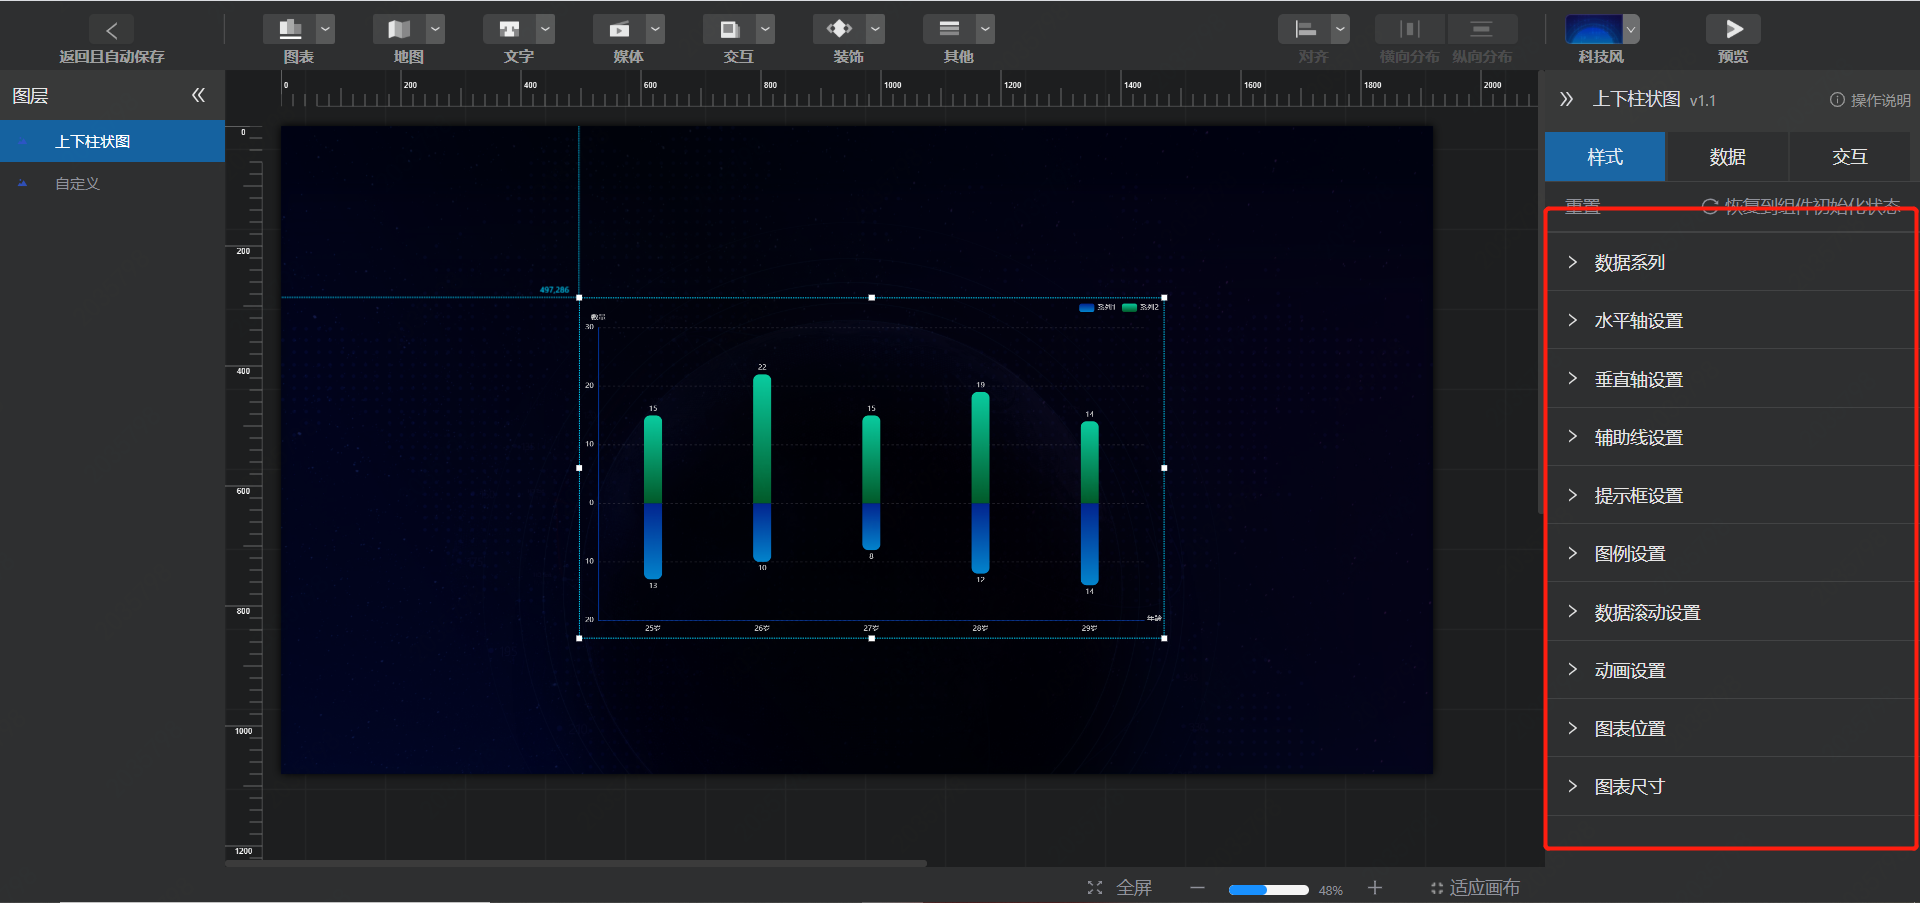 返回且自动保存
图表
地图
文字
媒体
交互
装饰
其他
对齐
横向分布
纵向分布
科技风
预览
图层
上下柱状图
自定义
0 200 400 600 800 1000 1200 1400 1600 1800 2000
0
200
400
600
800
1000
1200
497,286
系列1 系列2
数量
30
20
10
0
10
20
15 22 15 19 14
13 10 8 12 14
25岁 26岁 27岁 28岁 29岁
年龄
上下柱状图 v1.1 操作说明
样式 数据 交互
重置 恢复到组件初始化状态
数据系列
水平轴设置
垂直轴设置
辅助线设置
提示框设置
图例设置
数据滚动设置
动画设置
图表位置
图表尺寸
全屏
48%
适应画布